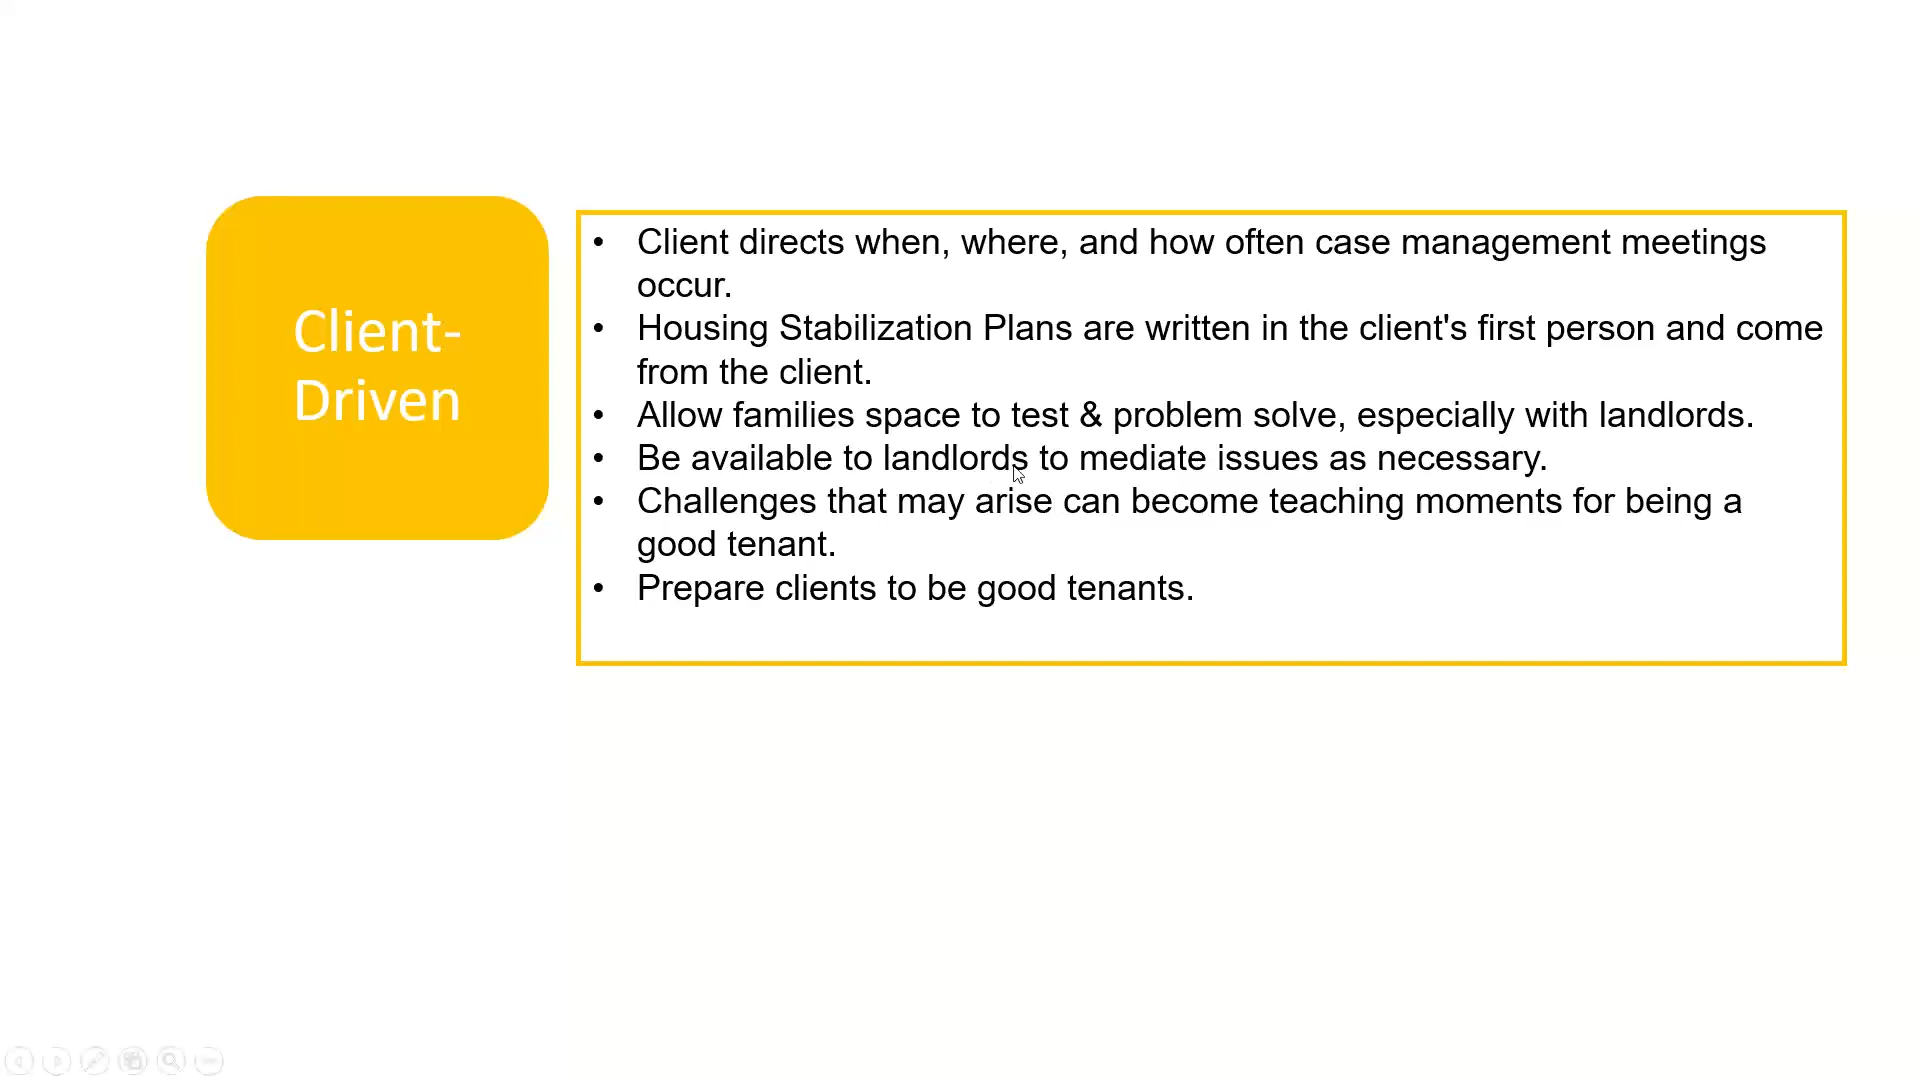 Client-
Driven
• Client directs when, where, and how often case management meetings
occur.
• Housing Stabilization Plans are written in the client's first person and come
from the client.
• Allow families space to test & problem solve, especially with landlords.
• Be available to landlords to mediate issues as necessary.
• Challenges that may arise can become teaching moments for being a
good tenant.
• Prepare clients to be good tenants.